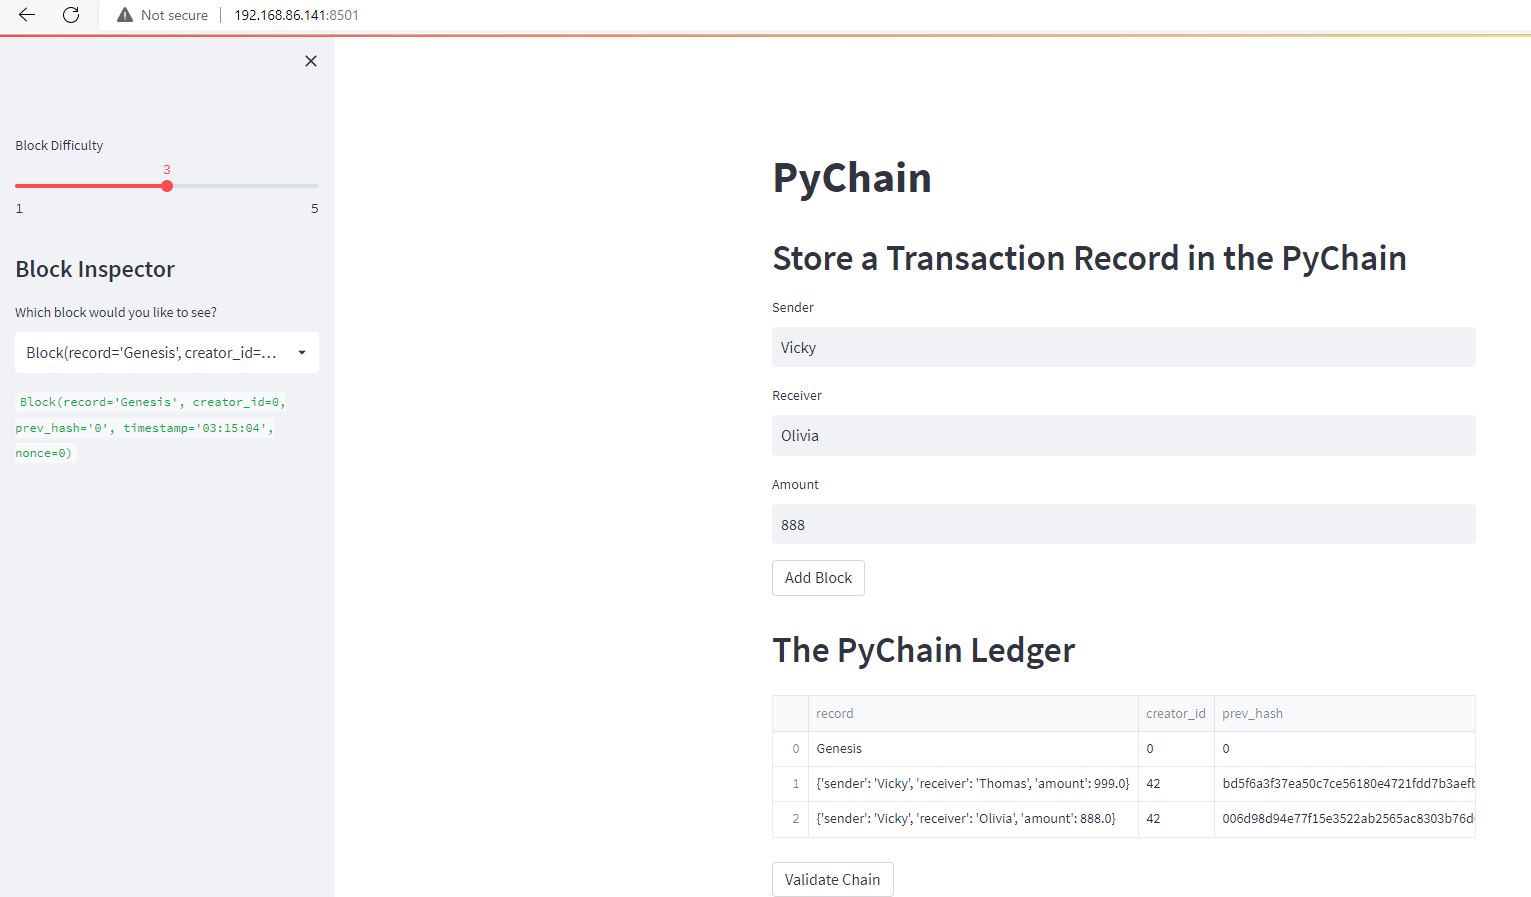 Not secure | 192.168.86.141:8501
Block Difficulty
3
1 5
Block Inspector
Which block would you like to see?
Block(record='Genesis', creator_id=...
Block(record='Genesis', creator_id=0,
prev_hash='0', timestamp='03:15:04',
nonce=0)
PyChain
Store a Transaction Record in the PyChain
Sender
Vicky
Receiver
Olivia
Amount
888
Add Block
The PyChain Ledger
record creator_id prev_hash
0 Genesis 0 0
1 {'sender': 'Vicky', 'receiver': 'Thomas', 'amount': 999.0} 42 bd5f6a3f37ea50c7ce56180e4721fdd7b3aefb
2 {'sender': 'Vicky', 'receiver': 'Olivia', 'amount': 888.0} 42 006d98d94e77f15e3522ab2565ac8303b76d
Validate Chain